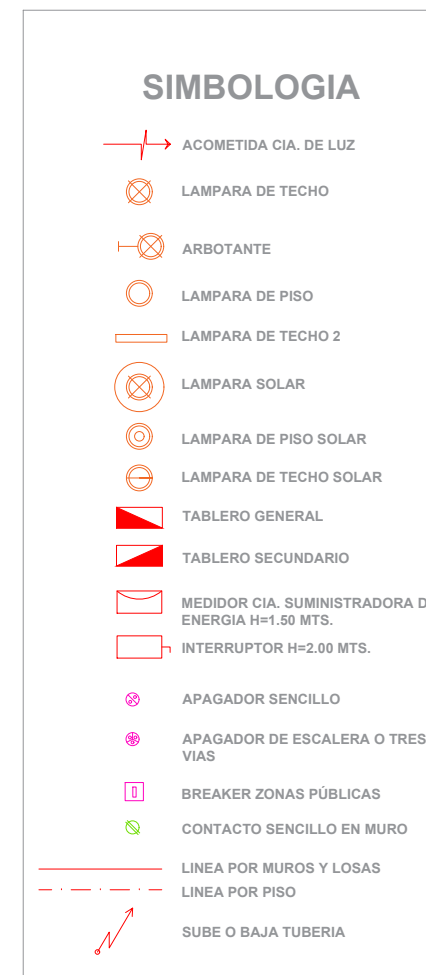 SIMBOLOGIA
ACOMETIDA CIA. DE LUZ
LAMPARA DE TECHO
ARBOTANTE
LAMPARA DE PISO
LAMPARA DE TECHO 2
LAMPARA SOLAR
LAMPARA DE PISO SOLAR
LAMPARA DE TECHO SOLAR
TABLERO GENERAL
TABLERO SECUNDARIO
MEDIDOR CIA. SUMINISTRADORA D
ENERGIA H=1.50 MTS.
INTERRUPTOR H=2.00 MTS.
APAGADOR SENCILLO
APAGADOR DE ESCALERA O TRES
VIAS
BREAKER ZONAS PÚBLICAS
CONTACTO SENCILLO EN MURO
LINEA POR MUROS Y LOSAS
LINEA POR PISO
SUBE O BAJA TUBERIA